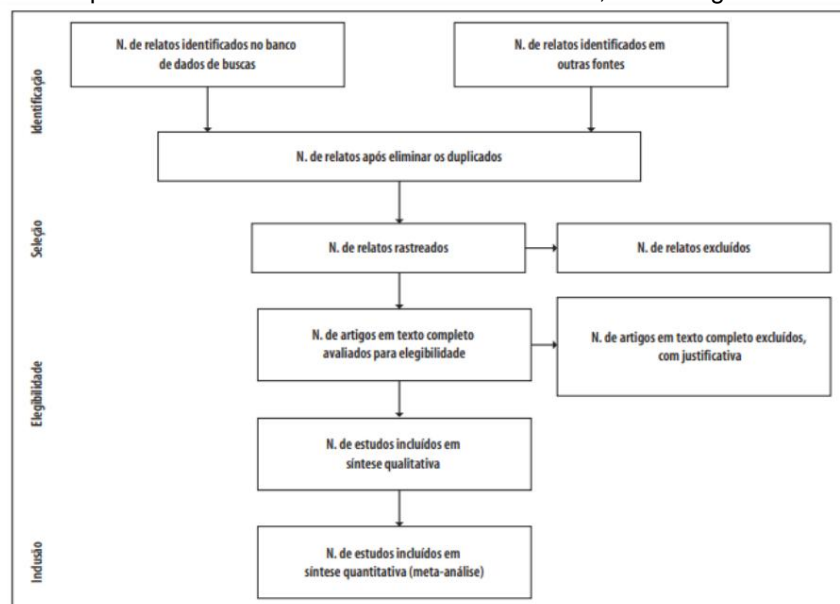 Identificação
N. de relatos identificados no banco
de dados de buscas
N. de relatos identificados em
outras fontes
N. de relatos após eliminar os duplicados
Seleção
N. de relatos rastreados
N. de relatos excluídos
Elegibilidade
N. de artigos em texto completo
avaliados para elegibilidade
N. de artigos em texto completo excluídos,
com justificativa
N. de estudos incluídos em
síntese qualitativa
Inclusão
N. de estudos incluídos em
síntese quantitativa (meta-análise)